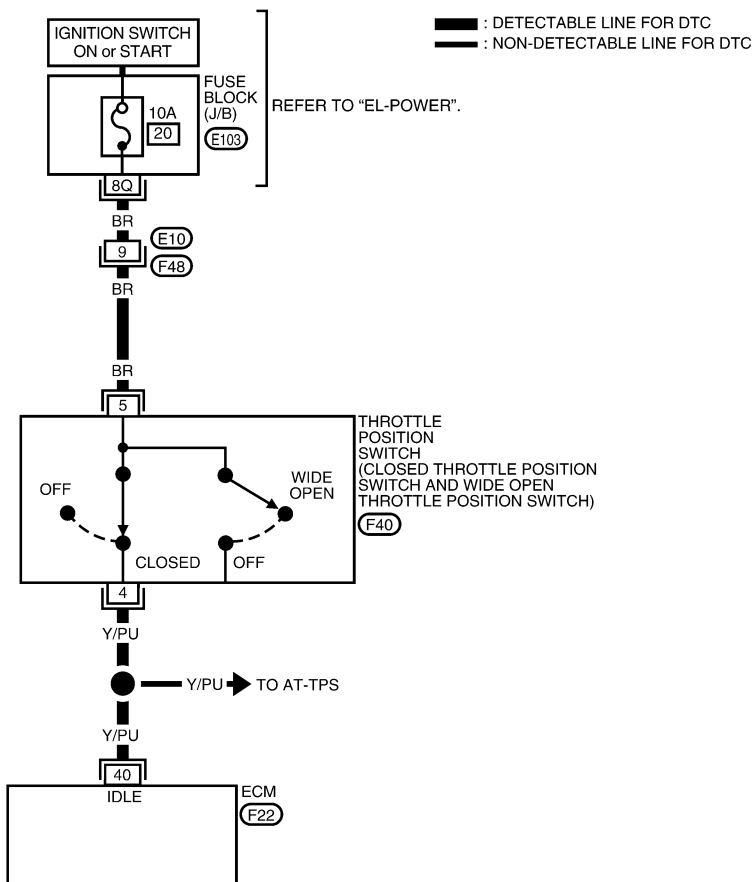 IGNITION SWITCH
ON or START
FUSE
BLOCK
(J/B)
E103
10A
20
REFER TO “EL-POWER”.
: DETECTABLE LINE FOR DTC
: NON-DETECTABLE LINE FOR DTC
8Q
BR
9
E10
F48
BR
BR
5
THROTTLE
POSITION
SWITCH
(CLOSED THROTTLE POSITION
SWITCH AND WIDE OPEN
THROTTLE POSITION SWITCH)
F40
OFF
CLOSED
WIDE
OPEN
OFF
4
Y/PU
Y/PU
TO AT-TPS
Y/PU
40
IDLE
ECM
F22